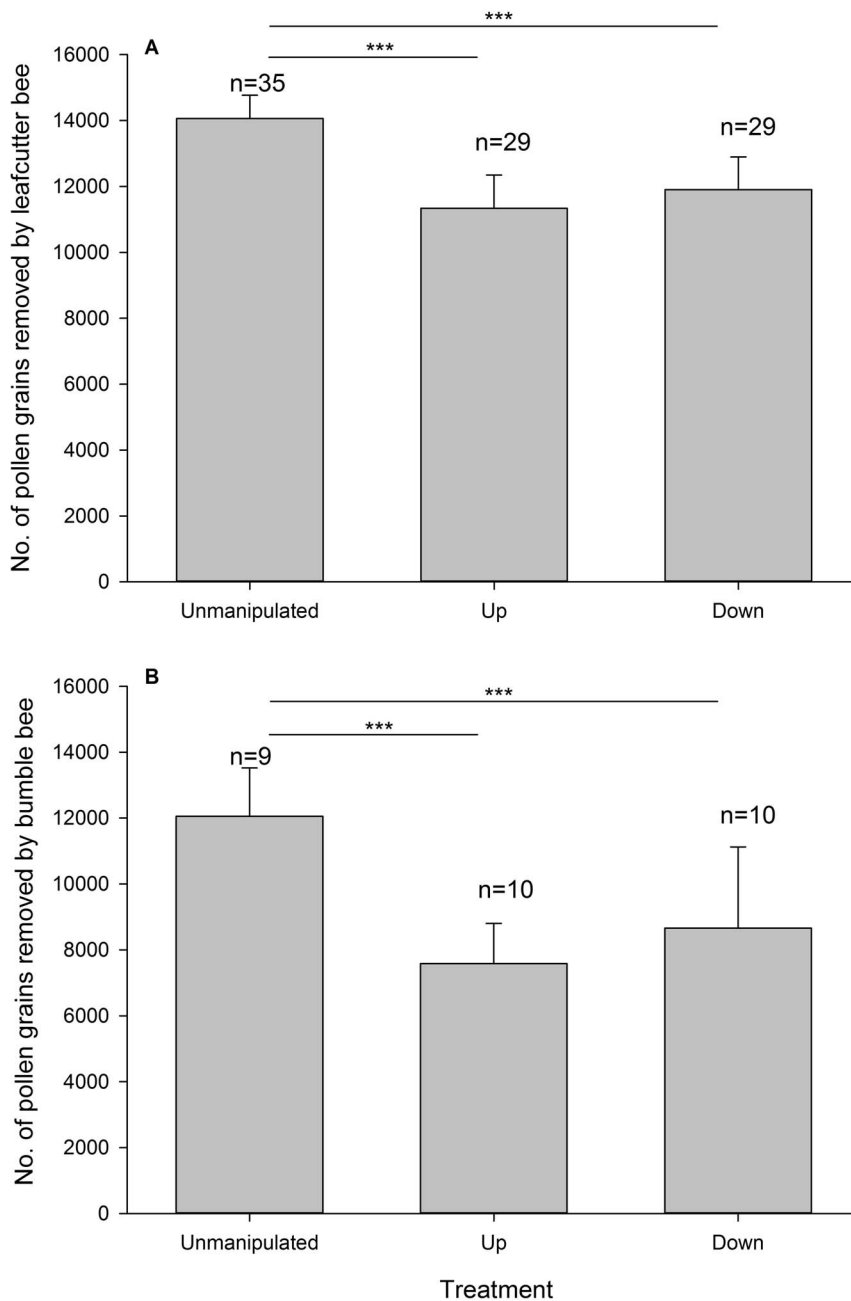 A
***
***
n=35
n=29
n=29
No. of pollen grains removed by leafcutter bee
16000
14000
12000
10000
8000
6000
4000
2000
0
Unmanipulated Up Down
B
***
***
n=9
n=10
n=10
No. of pollen grains removed by bumble bee
16000
14000
12000
10000
8000
6000
4000
2000
0
Unmanipulated Up Down
Treatment